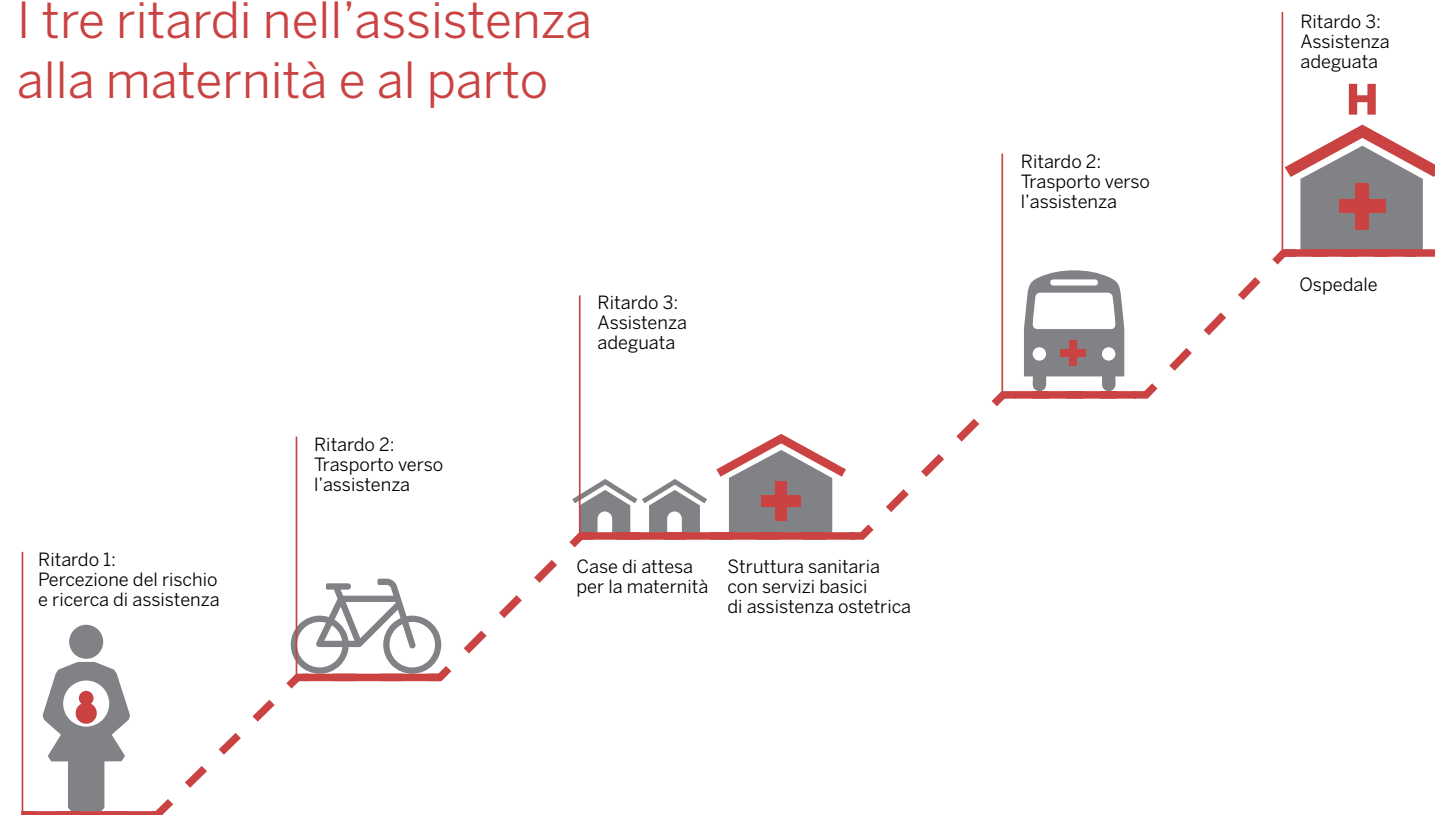 I tre ritardi nell'assistenza
alla maternità e al parto
Ritardo 1:
Percezione del rischio
e ricerca di assistenza
Ritardo 2:
Trasporto verso
l'assistenza
Ritardo 3:
Assistenza
adeguata
Case di attesa
per la maternità
Struttura sanitaria
con servizi basici
di assistenza ostetrica
Ritardo 2:
Trasporto verso
l'assistenza
Ritardo 3:
Assistenza
adeguata
H
Ospedale